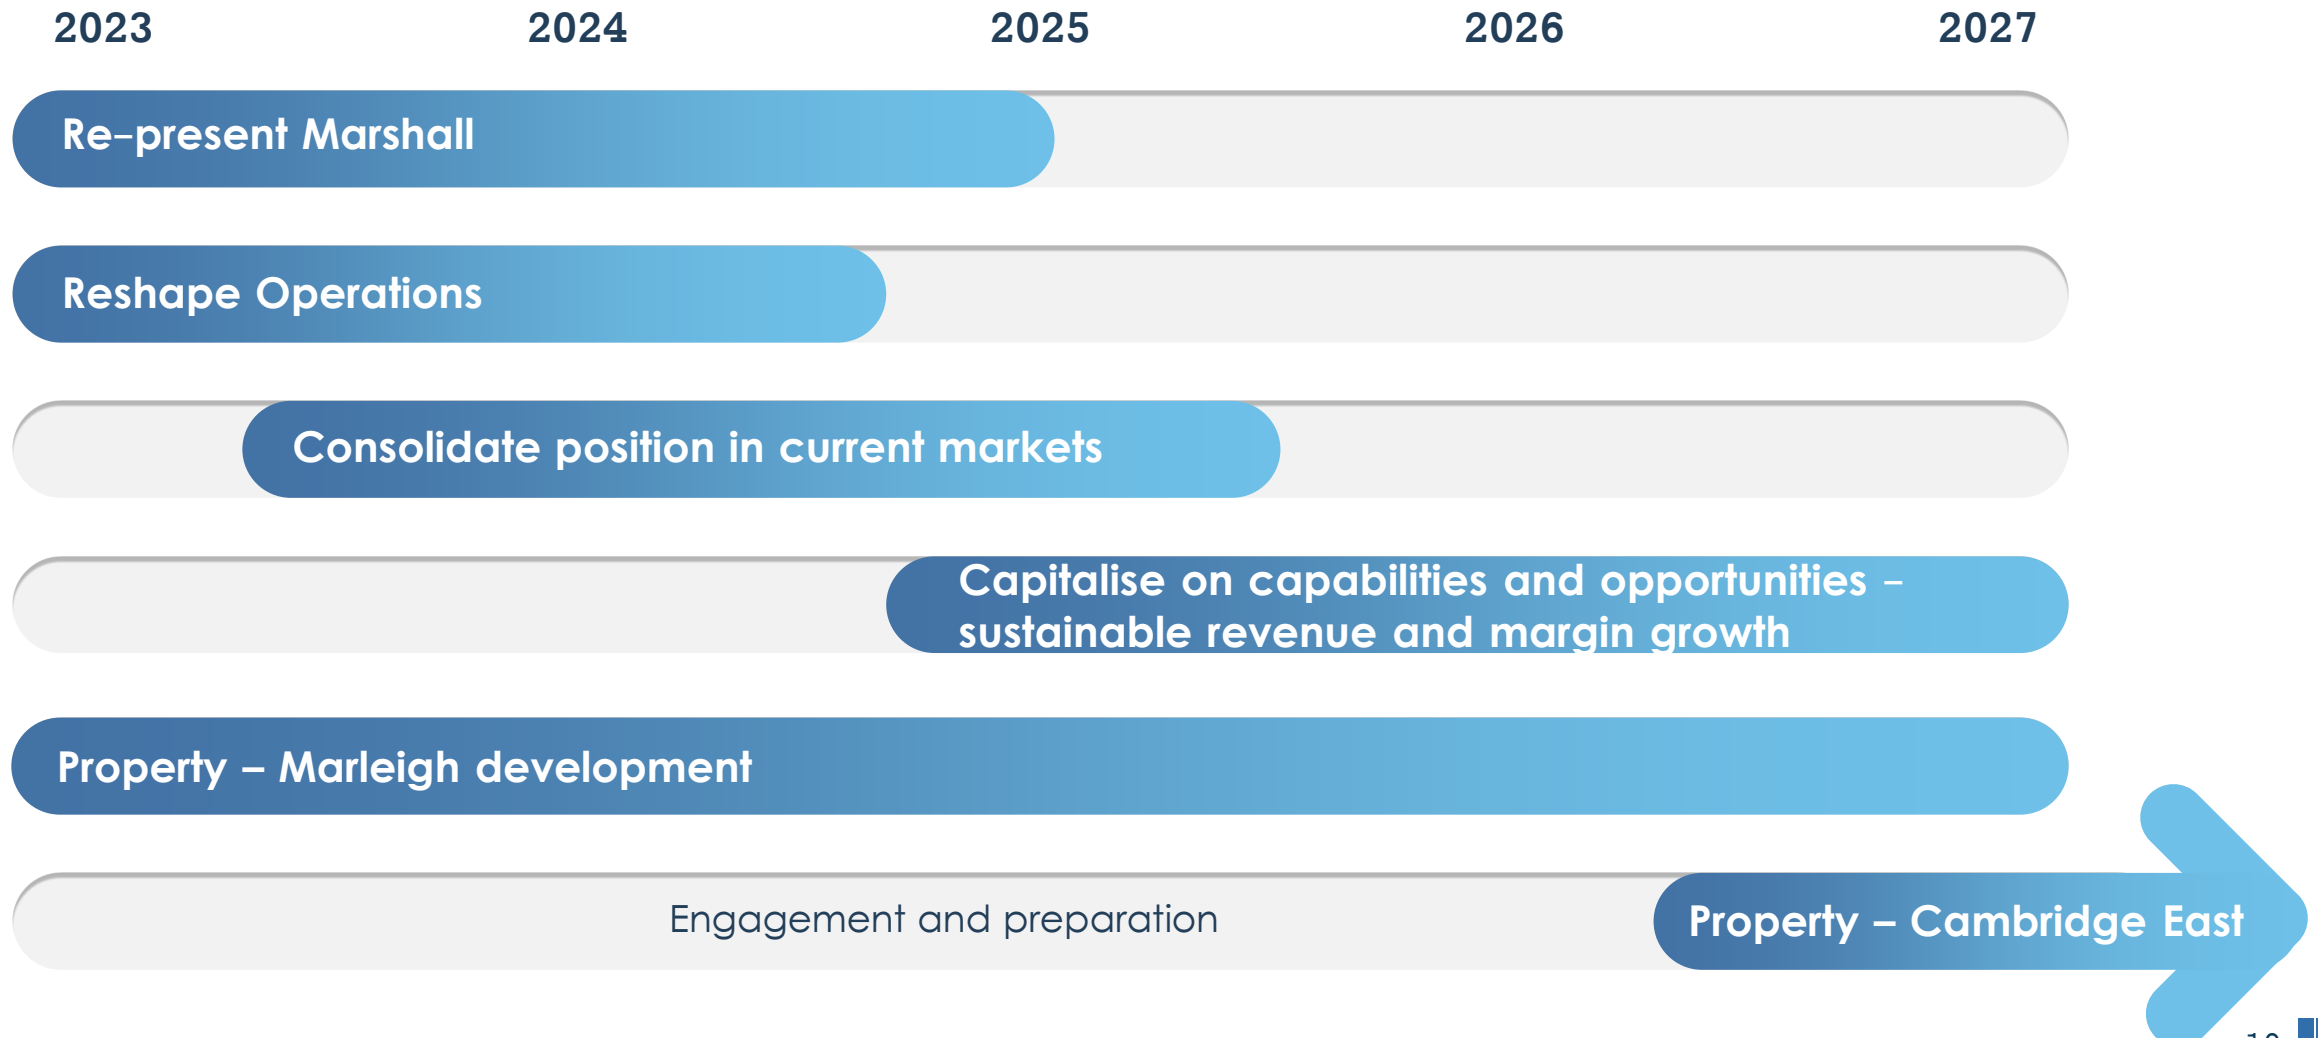 2023 2024 2025 2026 2027
Re–present Marshall
Reshape Operations
Consolidate position in current markets
Capitalise on capabilities and opportunities –
sustainable revenue and margin growth
Property – Marleigh development
Engagement and preparation
Property – Cambridge East